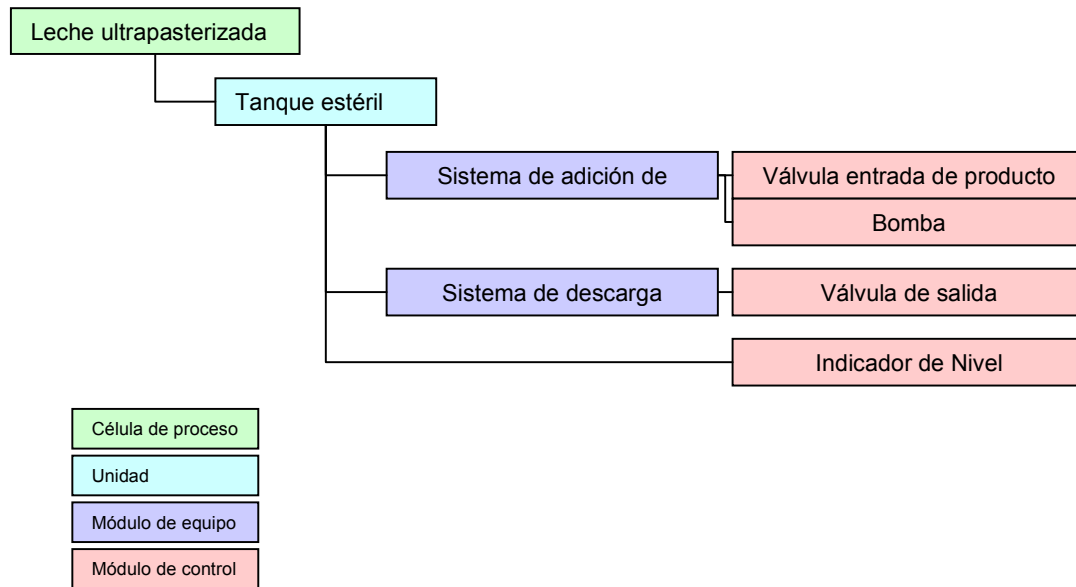 Leche ultrapasterizada
Tanque estéril
Sistema de adición de
Válvula entrada de producto
Bomba
Sistema de descarga
Válvula de salida
Indicador de Nivel
Célula de proceso
Unidad
Módulo de equipo
Módulo de control